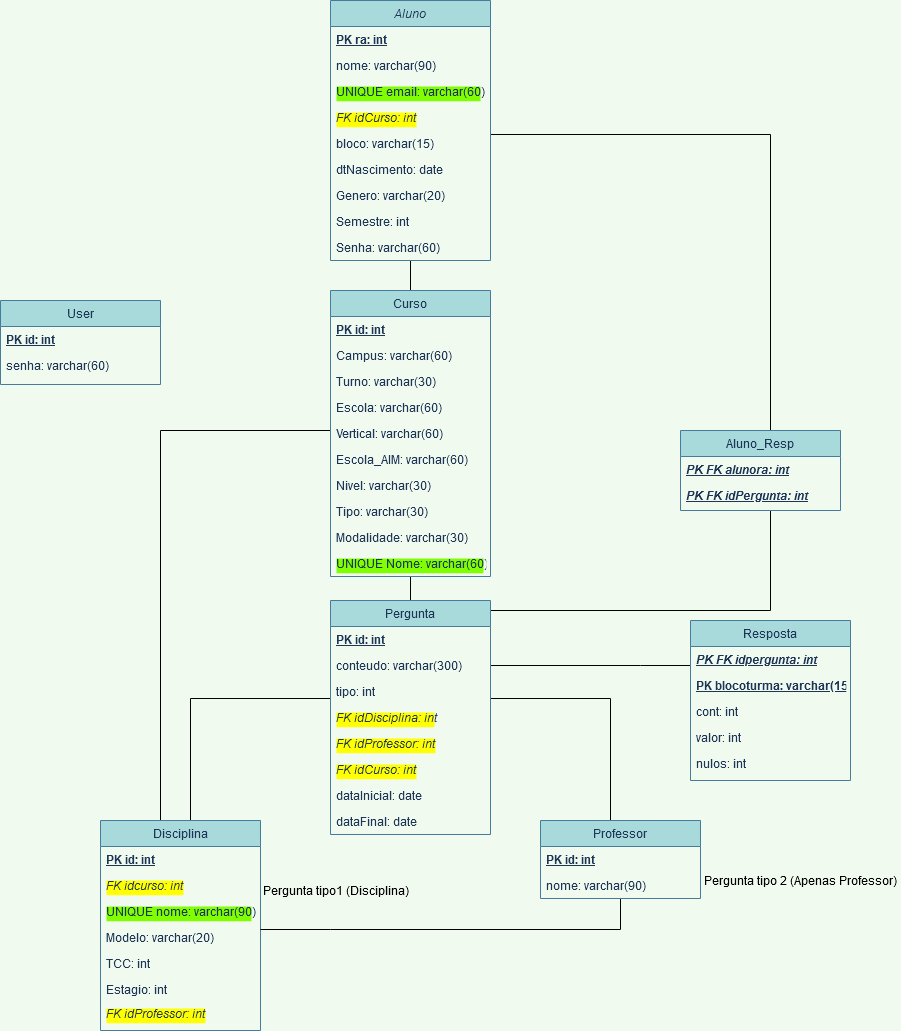 Aluno
PK ra: int
nome: varchar(90)
UNIQUE email: varchar(60)
FK idCurso: int
bloco: varchar(15)
dtNascimento: date
Genero: varchar(20)
Semestre: int
Senha: varchar(60)
User
PK id: int
senha: varchar(60)
Curso
PK id: int
Campus: varchar(60)
Turno: varchar(30)
Escola: varchar(60)
Vertical: varchar(60)
Escola_AIM: varchar(60)
Nivel: varchar(30)
Tipo: varchar(30)
Modalidade: varchar(30)
UNIQUE Nome: varchar(60)
Aluno_Resp
PK FK alunora: int
PK FK idPergunta: int
Pergunta
PK id: int
conteudo: varchar(300)
tipo: int
FK idDisciplina: int
FK idProfessor: int
FK idCurso: int
dataInicial: date
dataFinal: date
Resposta
PK FK idpergunta: int
PK blocoturma: varchar(15
cont: int
valor: int
nulos: int
Disciplina
PK id: int
FK idcurso: int
UNIQUE nome: varchar(90)
Modelo: varchar(20)
TCC: int
Estagio: int
FK idProfessor: int
Pergunta tipo1 (Disciplina)
Professor
PK id: int
nome: varchar(90)
Pergunta tipo 2 (Apenas Professor)